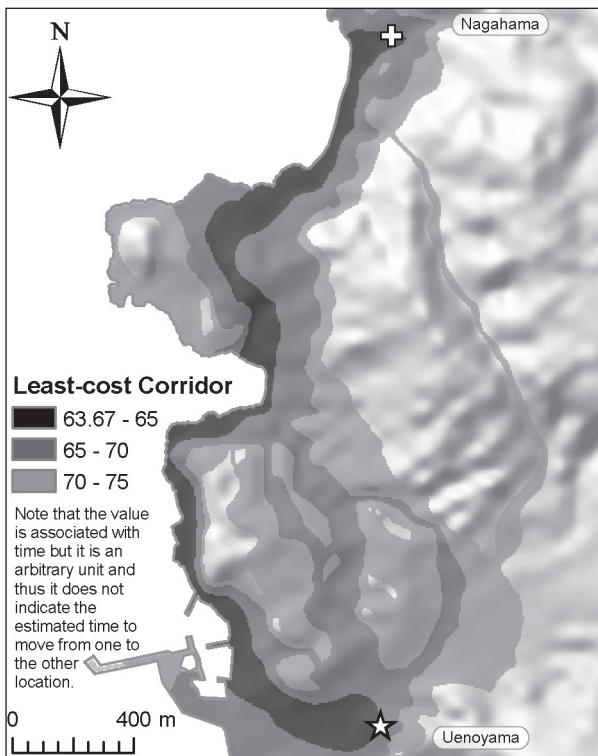 Nagahama
N
Least-cost Corridor
63.67 - 65
65 - 70
70 - 75
Note that the value
is associated with
time but it is an
arbitrary unit and
thus it does not
indicate the
estimated time to
move from one to
the other
location.
0 400 m
Uenoyama